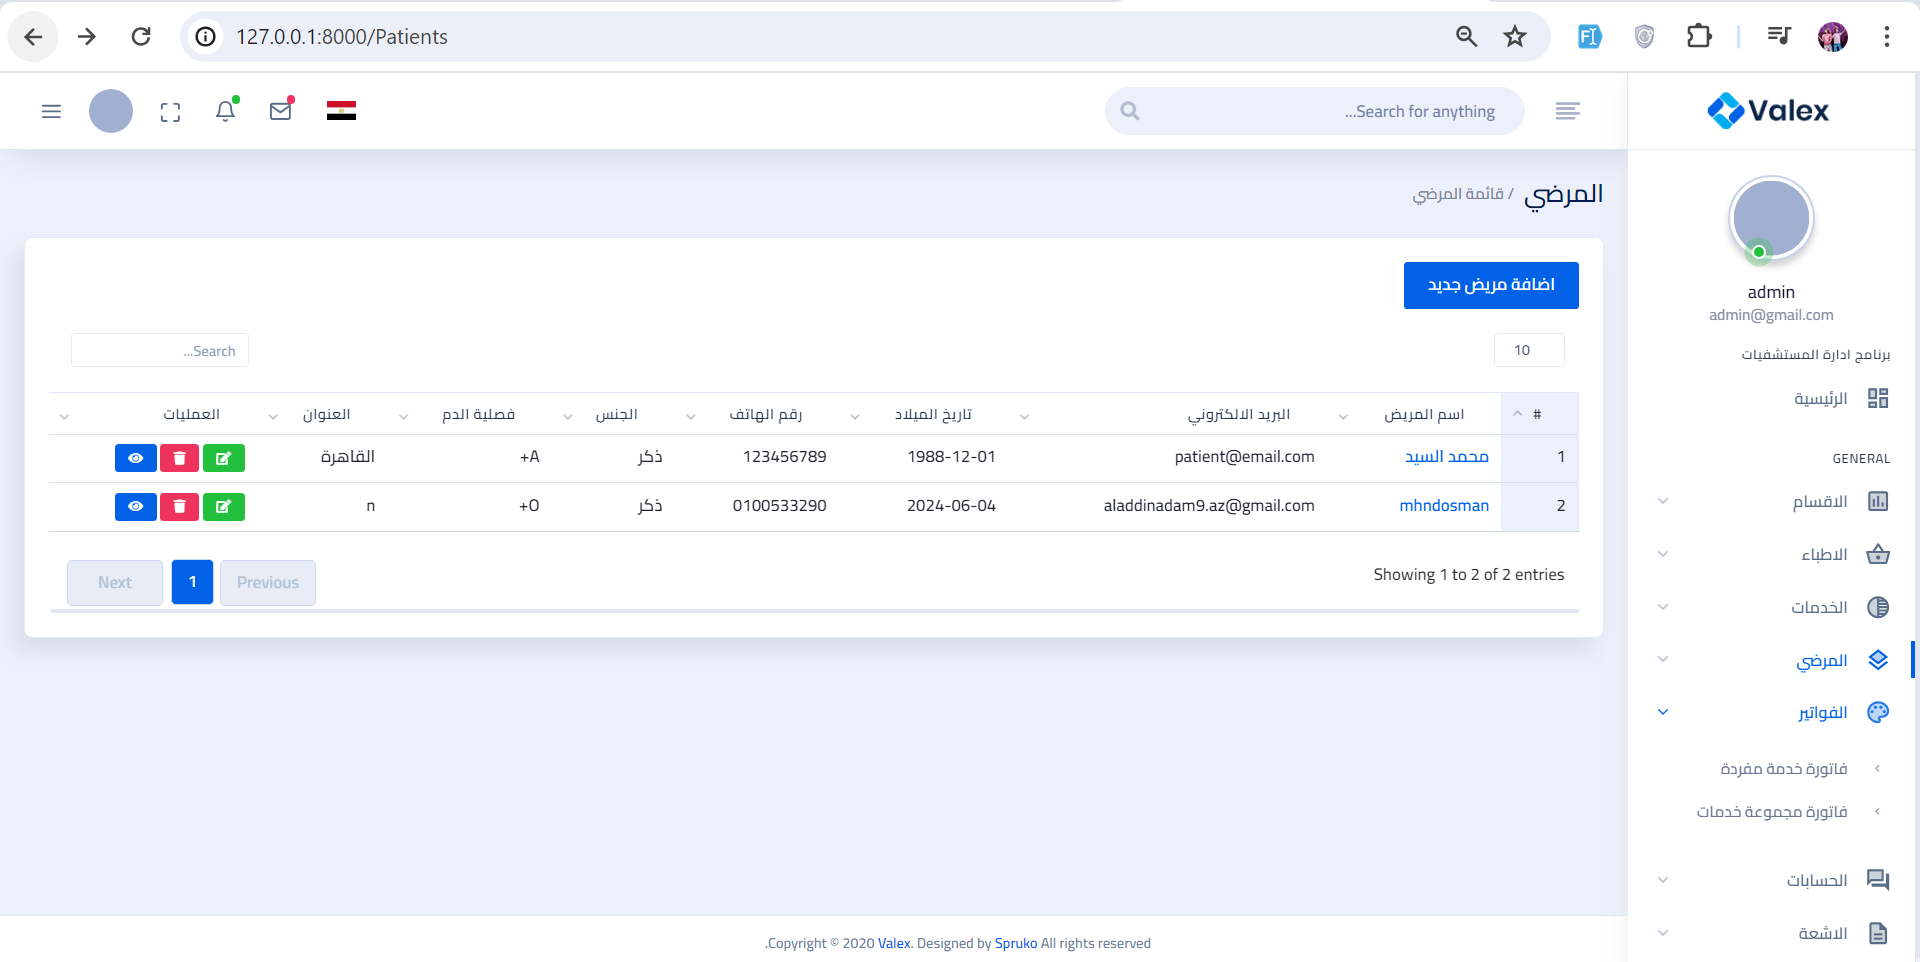 127.0.0.1:8000/Patients
Search for anything...
Valex
المرضي / قائمة المرضي
admin
admin@gmail.com
اضافة مريض جديد
برنامج ادارة المستشفيات
10
Search...
الرئيسية
# اسم المريض البريد الالكتروني تاريخ الميلاد رقم الهاتف الجنس فصلية الدم العنوان العمليات
1 محمد السيد patient@email.com 1988-12-01 123456789 ذكر A+ القاهرة
GENERAL
2 mhndosman aladdinadam9.az@gmail.com 2024-06-04 0100533290 ذكر O+ n
الاقسام
الاطباء
Showing 1 to 2 of 2 entries
Previous 1 Next
الخدمات
المرضي
الفواتير
فاتورة خدمة مفردة
فاتورة مجموعة خدمات
الحسابات
الاشعة
Copyright © 2020 Valex. Designed by Spruko All rights reserved.